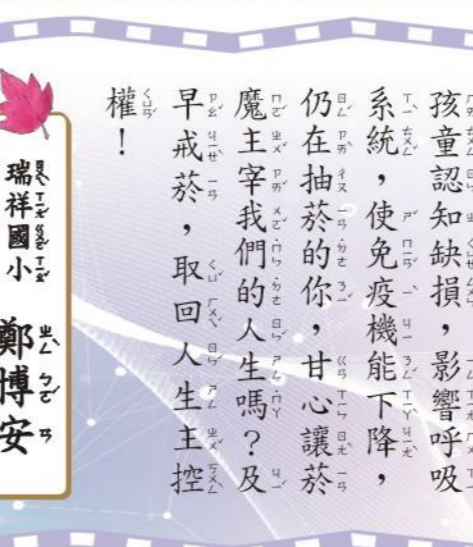 孩童認知缺損，影響呼吸
系統，使免疫機能下降，
仍在抽菸的你，甘心讓菸
魔主宰我們的人生嗎？及
早戒菸，取回人生主控
權！
瑞祥國小 鄭博安